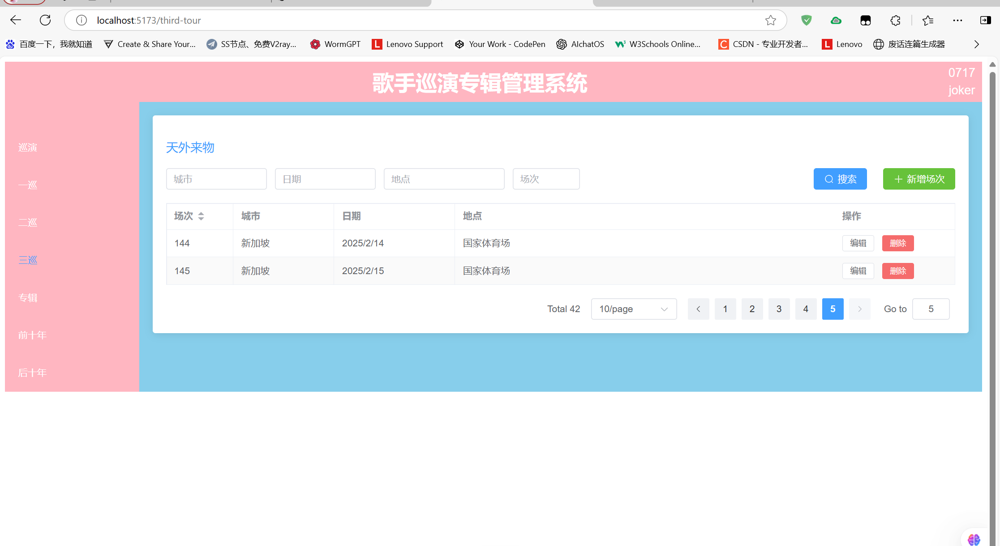 localhost:5173/third-tour
百度一下，我就知道 Create & Share Your... SS节点、免费V2ray... WormGPT Lenovo Support Your Work - CodePen AIchatOS W3Schools Online... CSDN - 专业开发者... Lenovo 废话连篇生成器
歌手巡演专辑管理系统
0717
joker
巡演
一巡
二巡
三巡
专辑
前十年
后十年
天外来物
城市 日期 地点 场次 搜索 新增场次
场次 城市 日期 地点 操作
144 新加坡 2025/2/14 国家体育场 编辑 删除
145 新加坡 2025/2/15 国家体育场 编辑 删除
Total 42 10/page 1 2 3 4 5 Go to 5